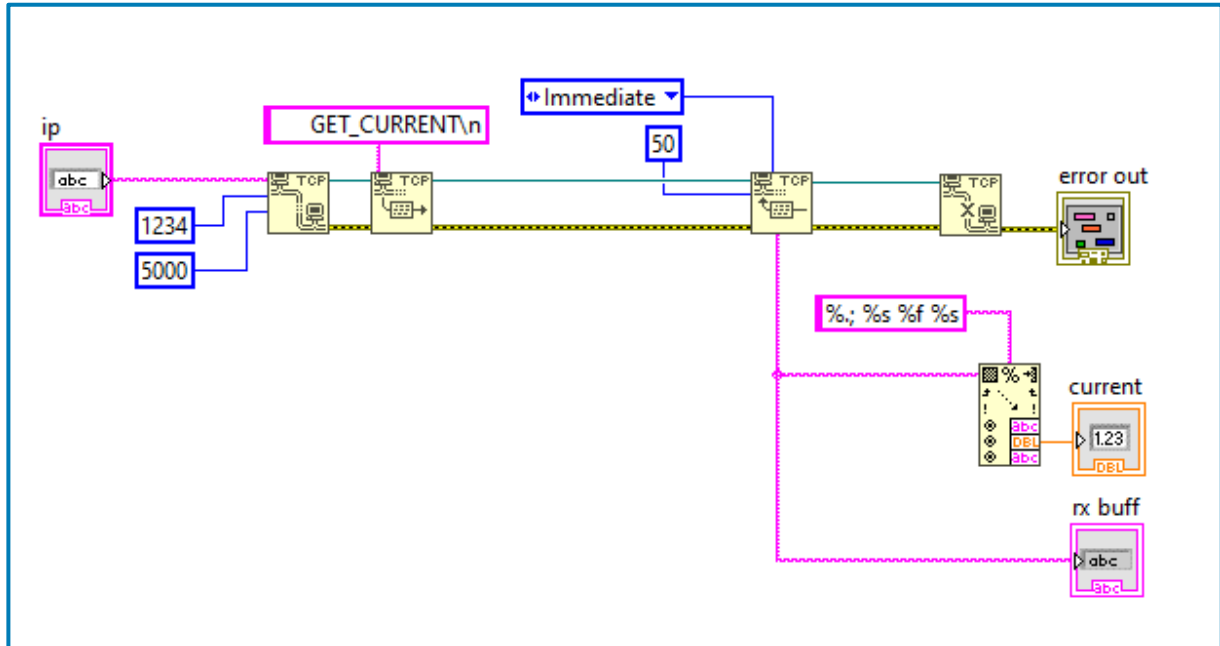 Immediate
ip
GET_CURRENT\n
50
abc
abc
TCP
TCP
TCP
TCP
error out
1234
5000
%.; %s %f %s
%
abc
DBL
abc
current
1.23
DBL
rx buff
abc
abc